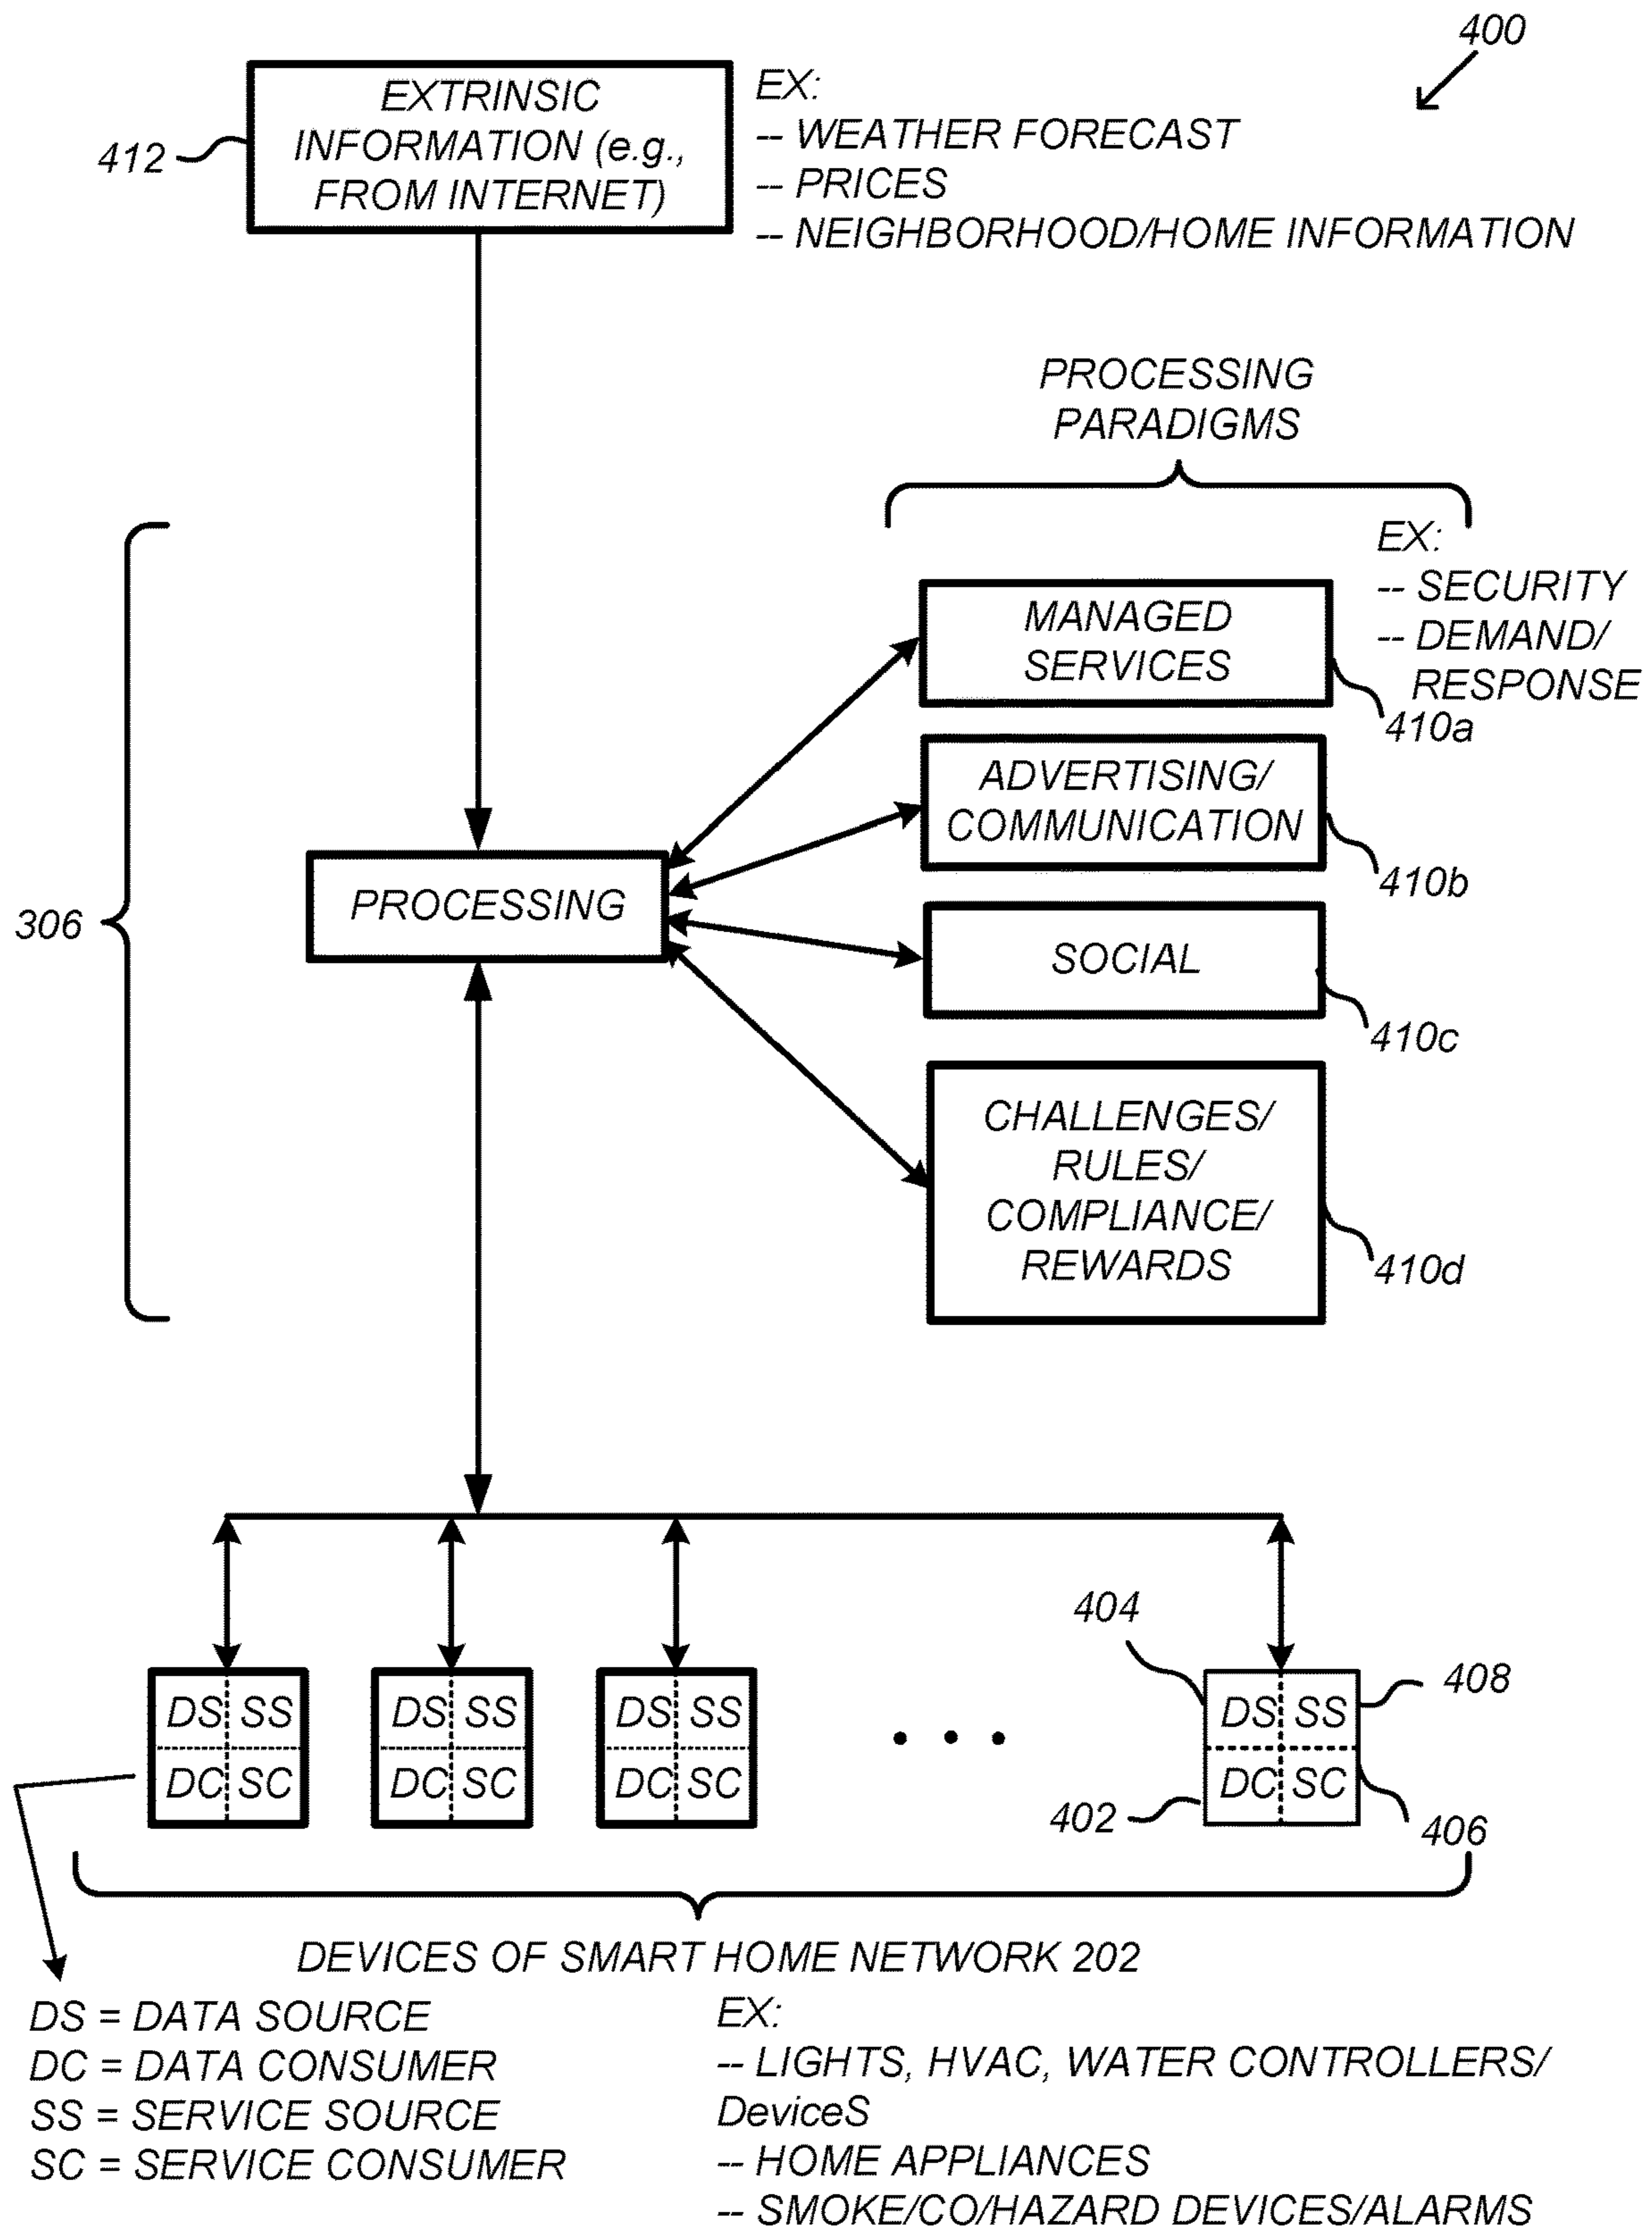 400
EXTRINSIC
INFORMATION (e.g.,
FROM INTERNET)
412
EX:
-- WEATHER FORECAST
-- PRICES
-- NEIGHBORHOOD/HOME INFORMATION
PROCESSING
PARADIGMS
EX:
-- SECURITY
-- DEMAND/
RESPONSE
MANAGED
SERVICES
410a
ADVERTISING/
COMMUNICATION
410b
PROCESSING
306
SOCIAL
410c
CHALLENGES/
RULES/
COMPLIANCE/
REWARDS
410d
404
408
DS SS
DC SC
DS SS
DC SC
DS SS
DC SC
DS SS
DC SC
402
406
DEVICES OF SMART HOME NETWORK 202
DS = DATA SOURCE
DC = DATA CONSUMER
SS = SERVICE SOURCE
SC = SERVICE CONSUMER
EX:
-- LIGHTS, HVAC, WATER CONTROLLERS/
DeviceS
-- HOME APPLIANCES
-- SMOKE/CO/HAZARD DEVICES/ALARMS